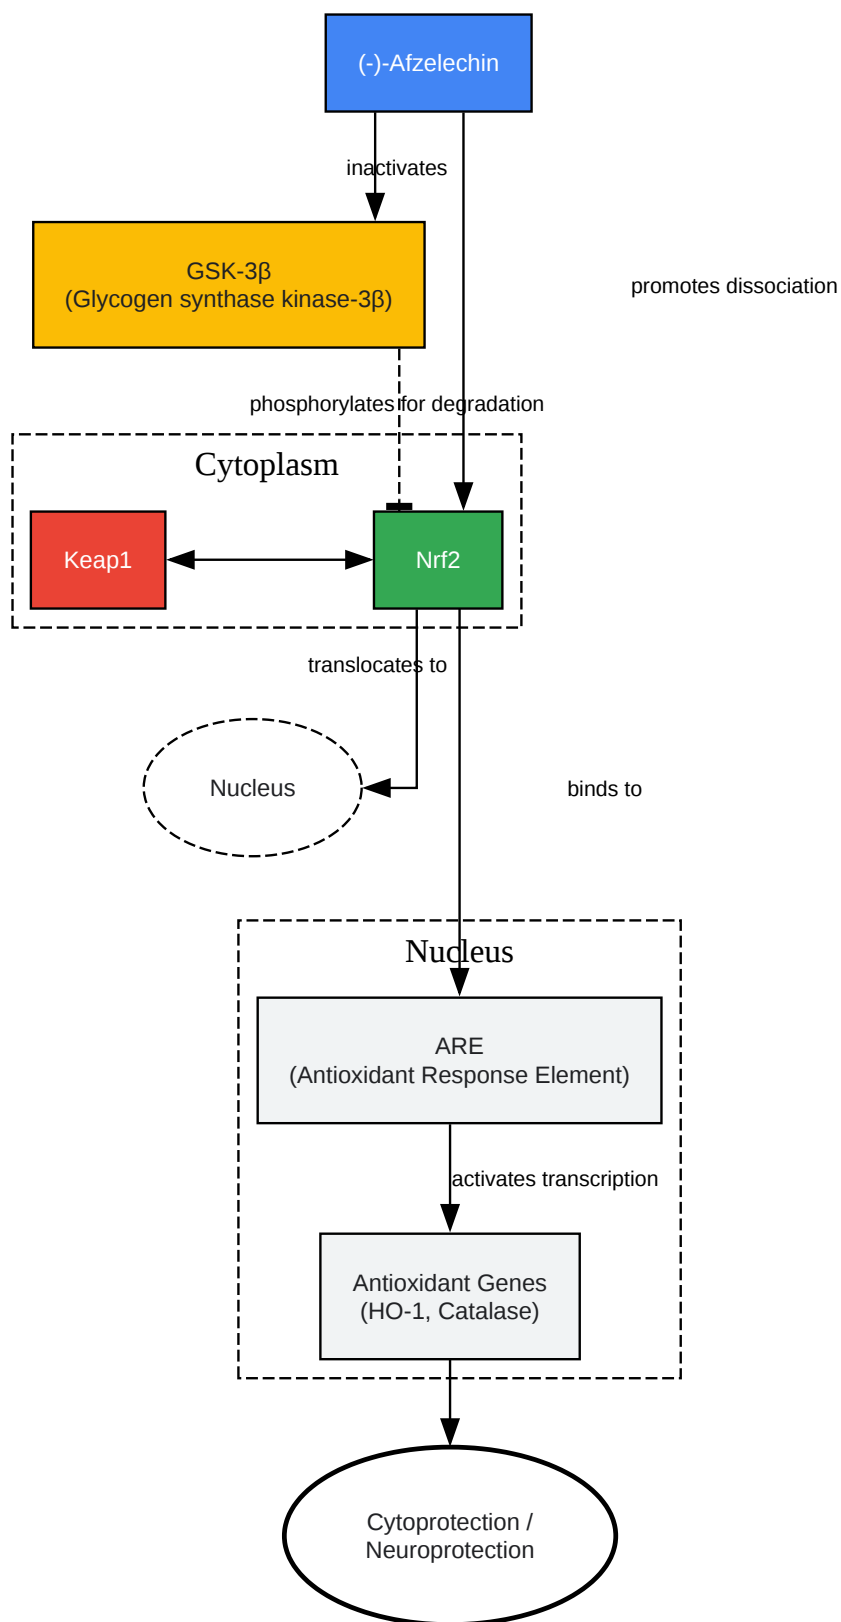 (-)-Afzelechin
inactivates
GSK-3β
(Glycogen synthase kinase-3β)
promotes dissociation
phosphorylates for degradation
Cytoplasm
Keap1
Nrf2
translocates to
Nucleus
binds to
Nucleus
ARE
(Antioxidant Response Element)
activates transcription
Antioxidant Genes
(HO-1, Catalase)
Cytoprotection /
Neuroprotection